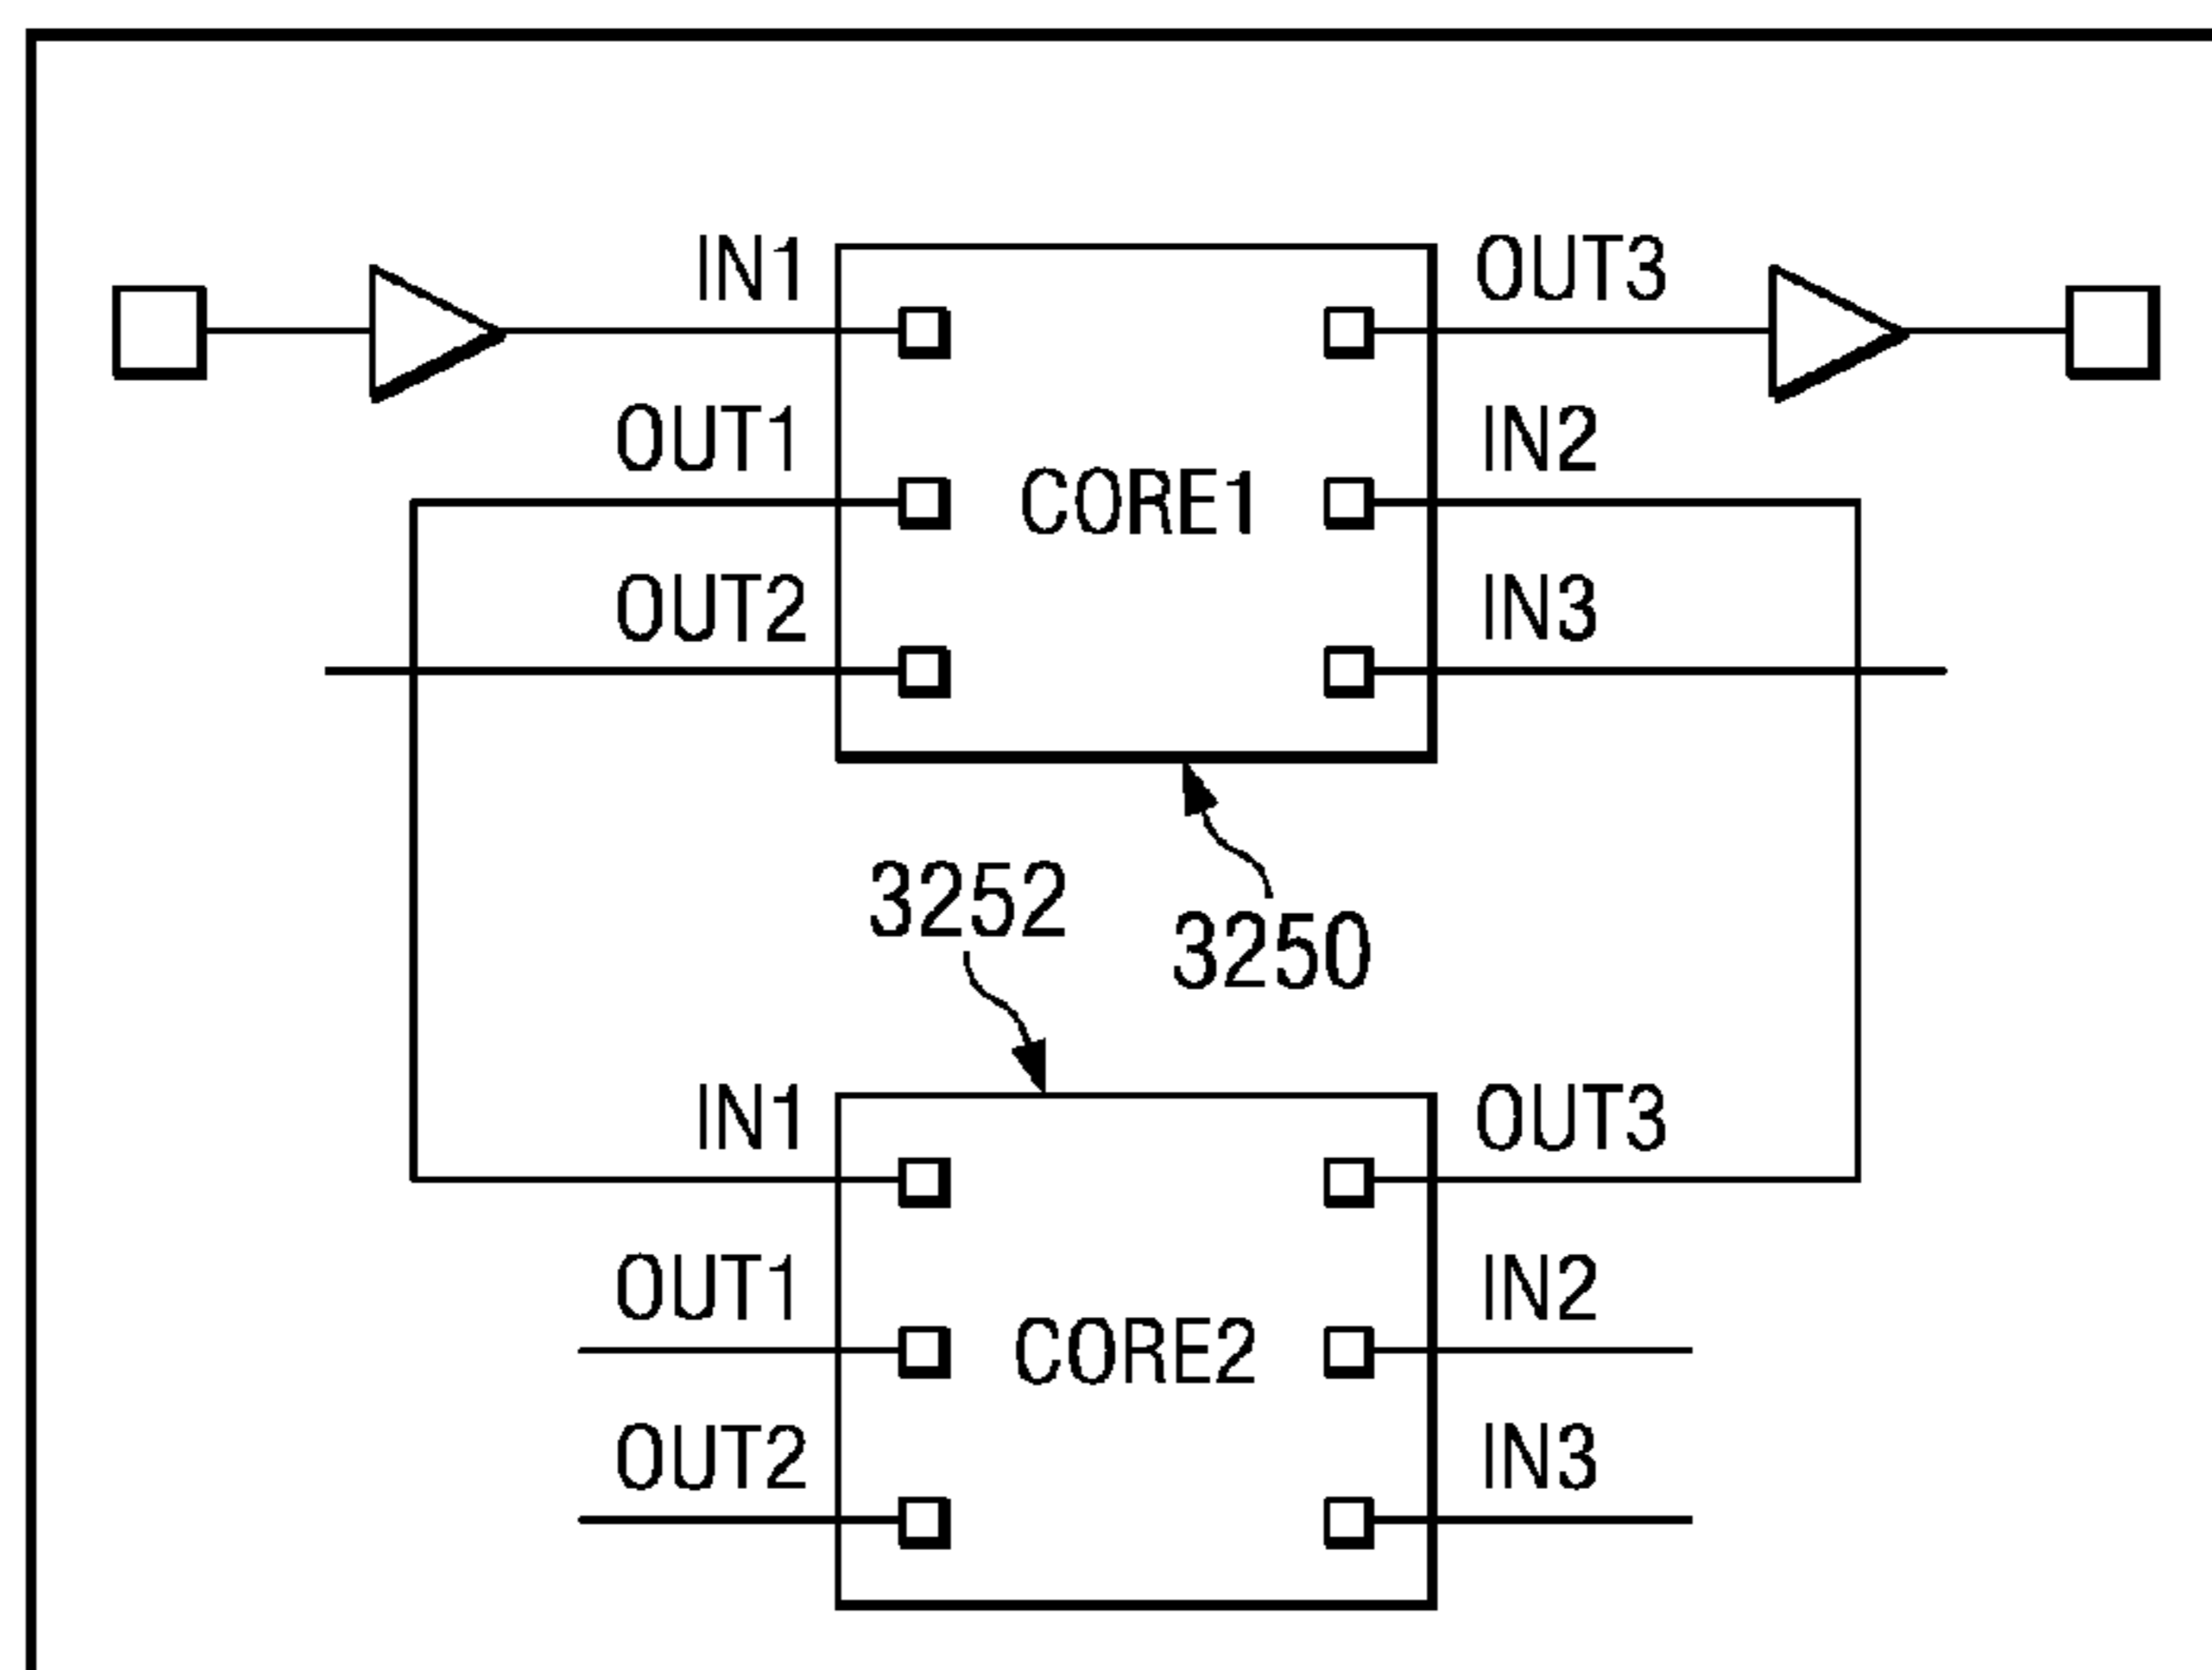 IN1 OUT3
OUT1 IN2
CORE1
OUT2 IN3
3252
3250
IN1 OUT3
OUT1 IN2
CORE2
OUT2 IN3